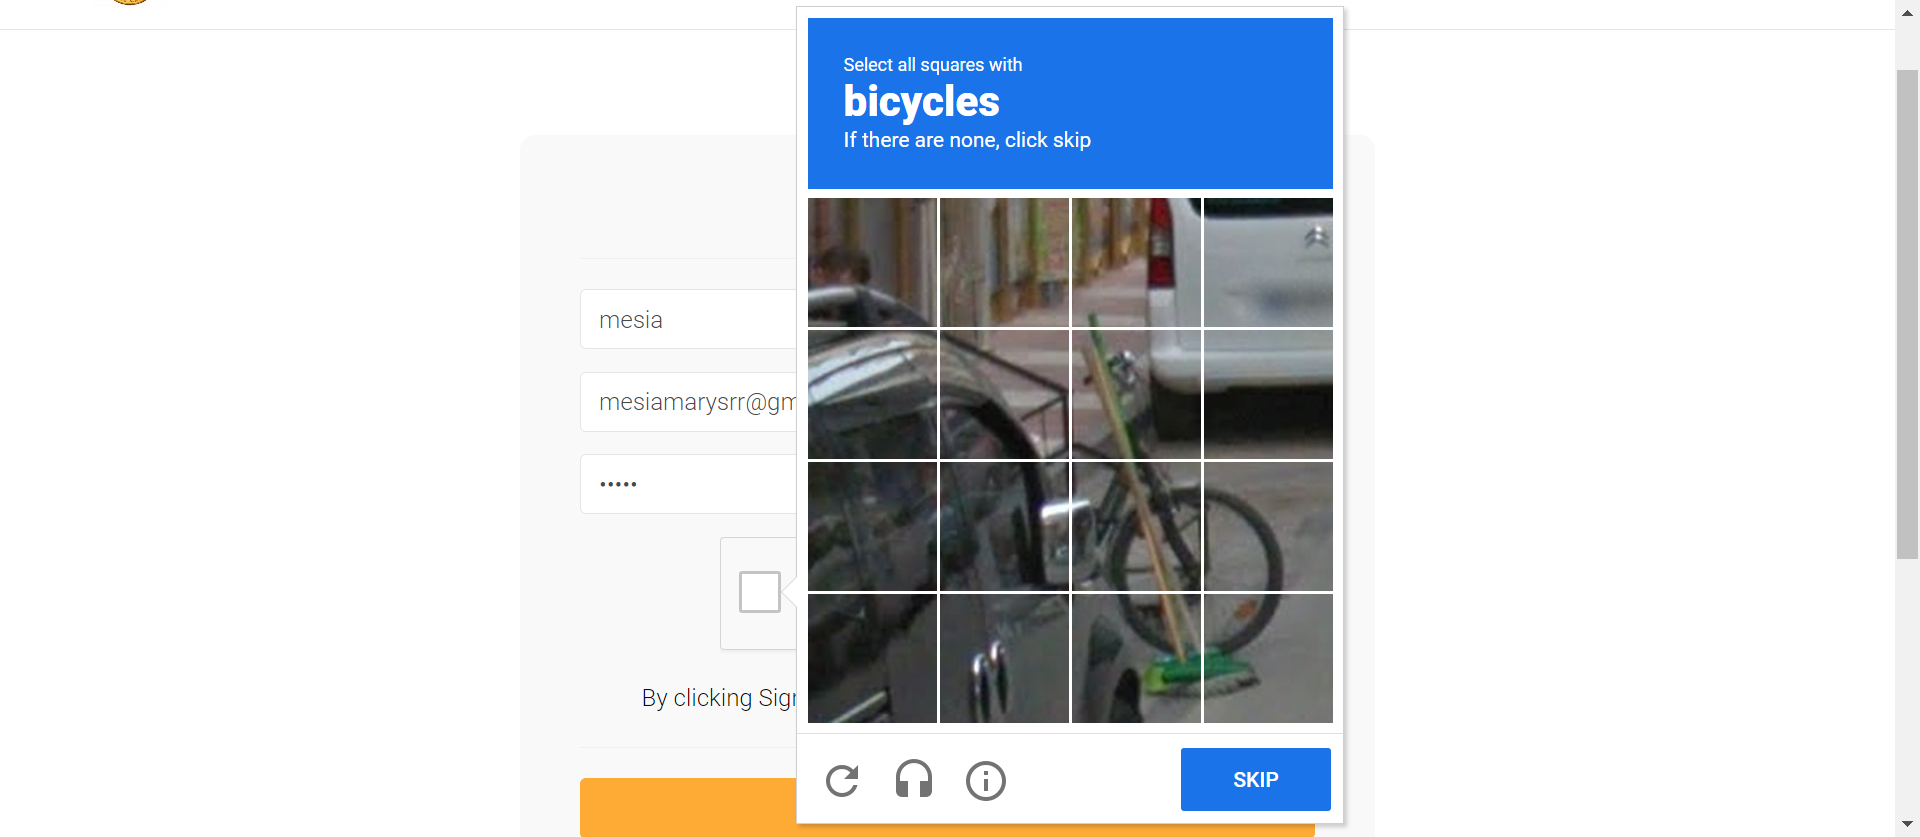 Select all squares with
bicycles
If there are none, click skip
mesia
mesiamarysrr@gm
•••••
By clicking Sign
SKIP